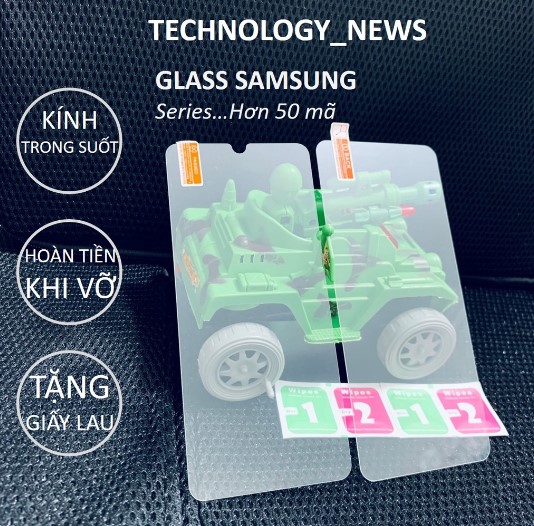 TECHNOLOGY_NEWS
GLASS SAMSUNG
Series...Hơn 50 mã
KÍNH
TRONG SUỐT
HOÀN TIỀN
KHI VỠ
TẶNG
GIẤY LAU
Wipes Wipes Wipes Wipes
-1 -2 -1 -2